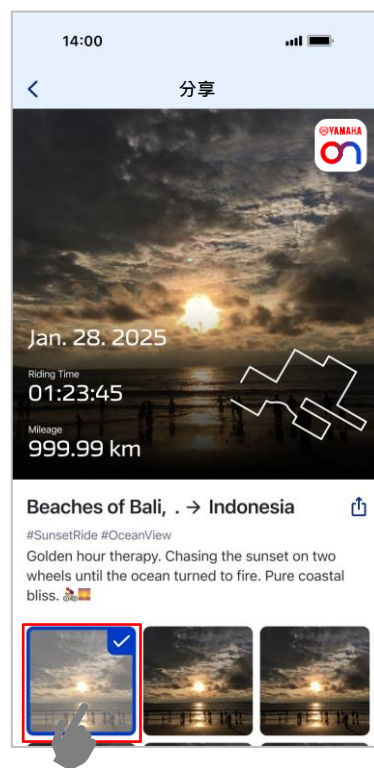 14:00
分享
YAMAHA
on
Jan. 28. 2025
Riding Time
01:23:45
Mileage
999.99 km
Beaches of Bali, . → Indonesia
#SunsetRide #OceanView
Golden hour therapy. Chasing the sunset on two
wheels until the ocean turned to fire. Pure coastal
bliss. 🚴🌅